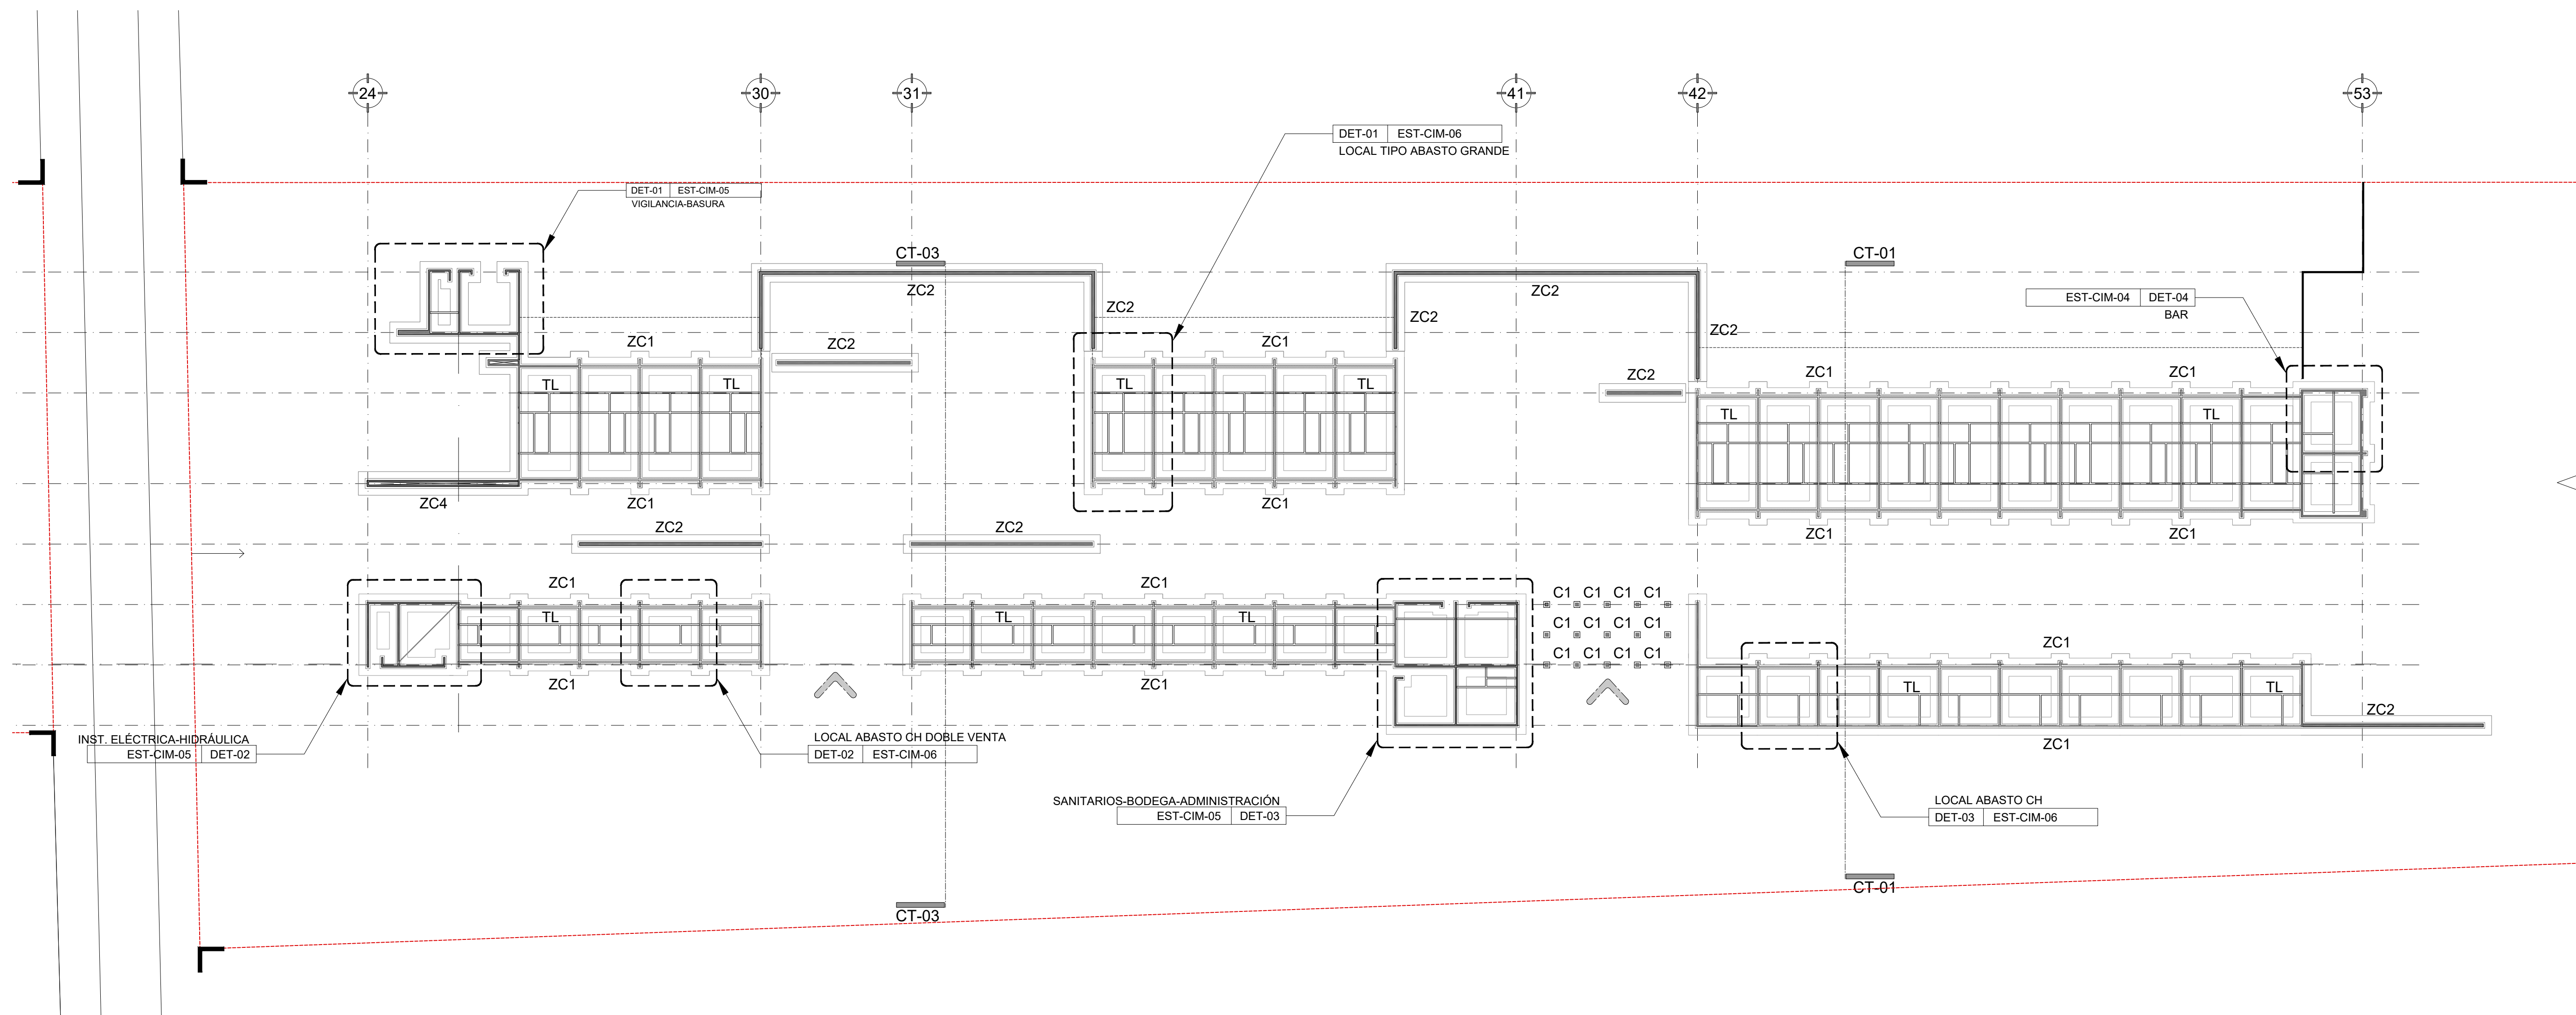 24
30
31
41
42
53
DET-01 EST-CIM-06
LOCAL TIPO ABASTO GRANDE
DET-01 EST-CIM-05
VIGILANCIA-BASURA
CT-03
CT-01
ZC2
ZC2
EST-CIM-04 DET-04
BAR
ZC2
ZC2
ZC2
ZC1
ZC2
ZC1
ZC2
ZC1
ZC1
TL
TL
TL
TL
TL
TL
ZC4
ZC1
ZC1
ZC2
ZC2
ZC1
ZC1
ZC1
ZC1
C1 C1 C1 C1
TL
TL
TL
C1 C1 C1 C1
ZC1
C1 C1 C1 C1
ZC1
ZC1
TL
TL
ZC2
INST. ELÉCTRICA-HIDRÁULICA
EST-CIM-05 DET-02
LOCAL ABASTO CH DOBLE VENTA
DET-02 EST-CIM-06
ZC1
SANITARIOS-BODEGA-ADMINISTRACIÓN
EST-CIM-05 DET-03
LOCAL ABASTO CH
DET-03 EST-CIM-06
CT-01
CT-03